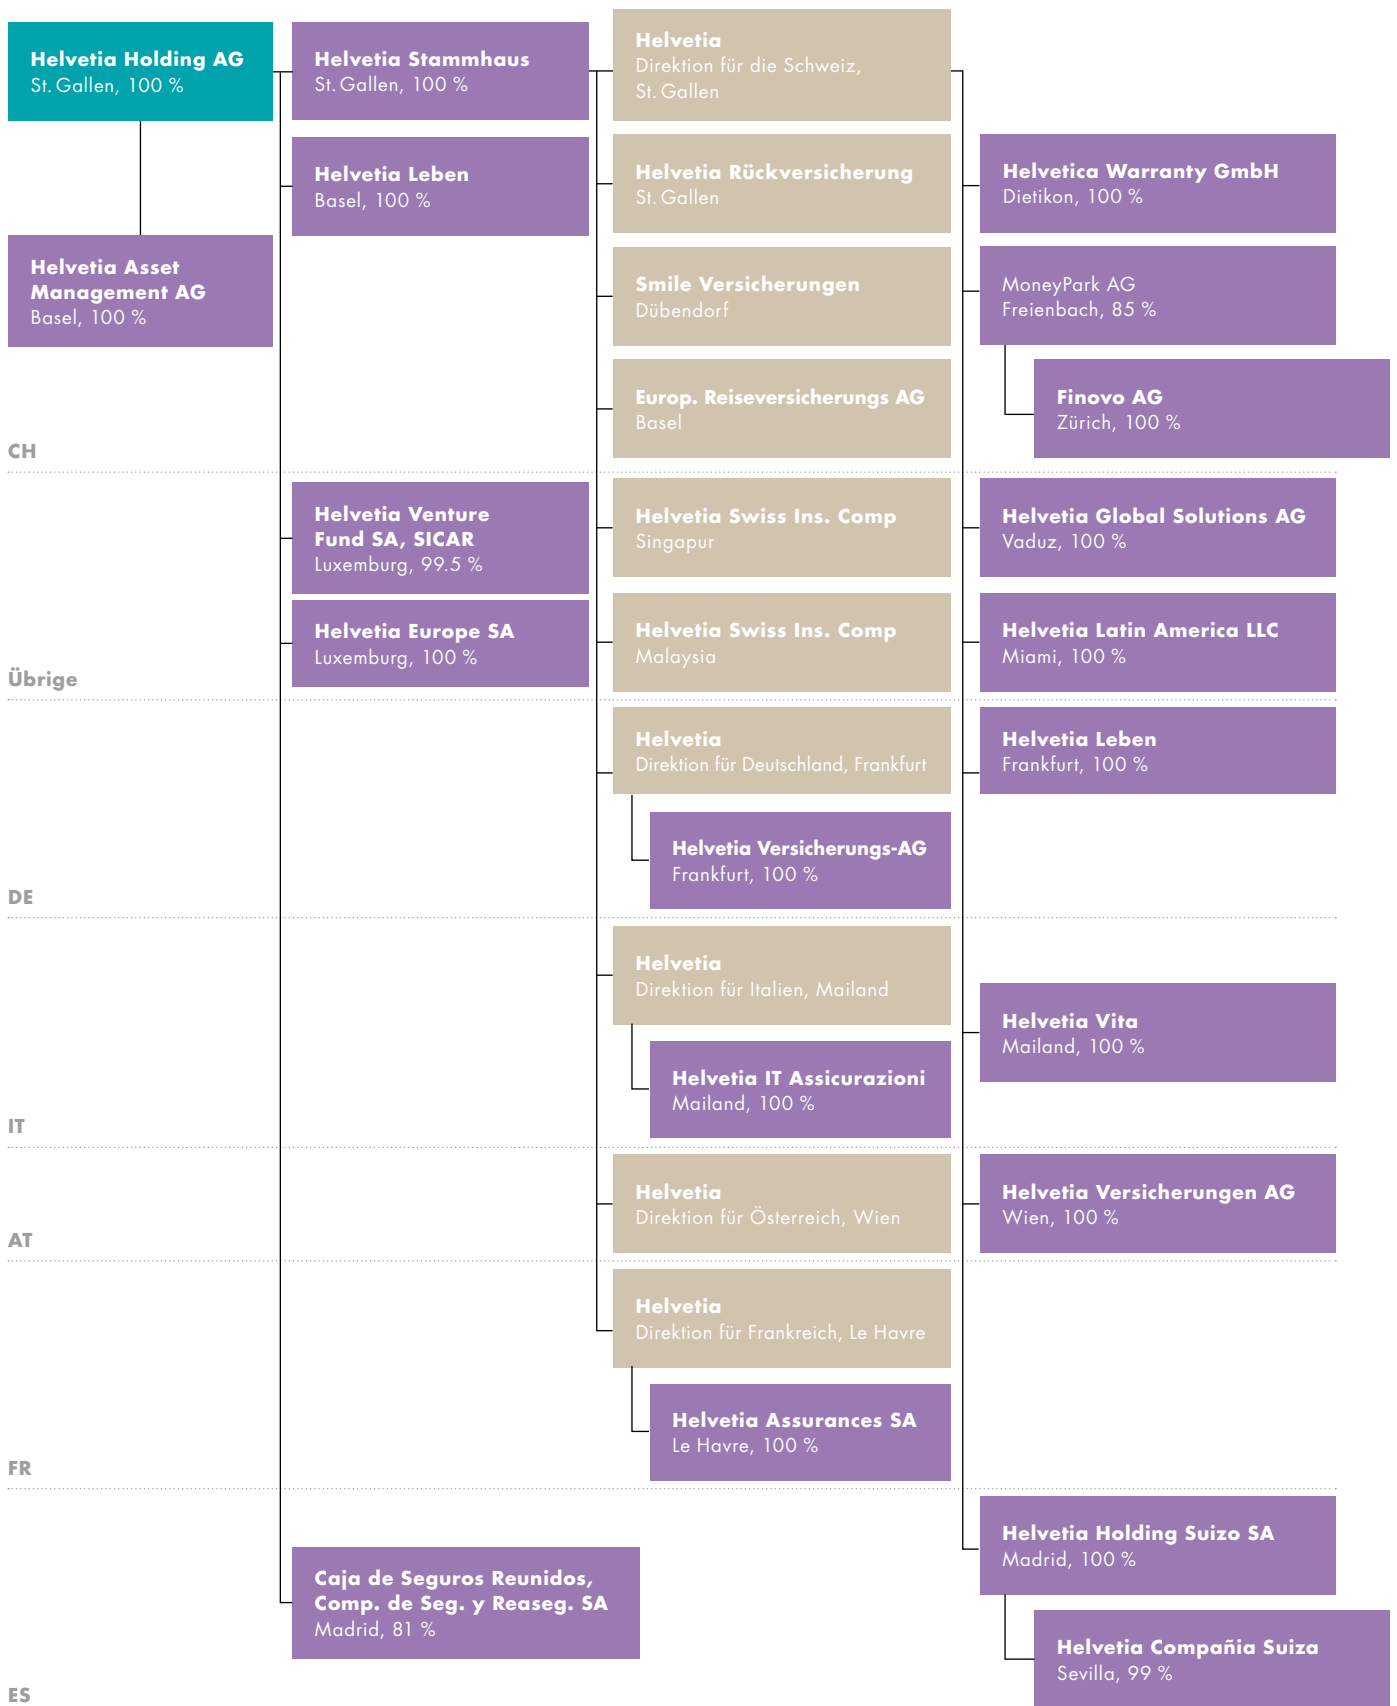 Helvetia Holding AG
St. Gallen, 100 %
Helvetia Asset
Management AG
Basel, 100 %
Helvetia Stammhaus
St. Gallen, 100 %
Helvetia Leben
Basel, 100 %
Helvetia
Direktion für die Schweiz,
St. Gallen
Helvetia Rückversicherung
St. Gallen
Smile Versicherungen
Dübendorf
Europ. Reiseversicherungs AG
Basel
Helvetica Warranty GmbH
Dietikon, 100 %
MoneyPark AG
Freienbach, 85 %
Finovo AG
Zürich, 100 %
CH
Helvetia Venture
Fund SA, SICAR
Luxemburg, 99.5 %
Helvetia Europe SA
Luxemburg, 100 %
Helvetia Swiss Ins. Comp
Singapur
Helvetia Swiss Ins. Comp
Malaysia
Helvetia Global Solutions AG
Vaduz, 100 %
Helvetia Latin America LLC
Miami, 100 %
Übrige
Helvetia
Direktion für Deutschland, Frankfurt
Helvetia Versicherungs-AG
Frankfurt, 100 %
Helvetia Leben
Frankfurt, 100 %
DE
Helvetia
Direktion für Italien, Mailand
Helvetia IT Assicurazioni
Mailand, 100 %
Helvetia Vita
Mailand, 100 %
IT
Helvetia
Direktion für Österreich, Wien
Helvetia Versicherungen AG
Wien, 100 %
AT
Helvetia
Direktion für Frankreich, Le Havre
Helvetia Assurances SA
Le Havre, 100 %
FR
Caja de Seguros Reunidos,
Comp. de Seg. y Reaseg. SA
Madrid, 81 %
Helvetia Holding Suizo SA
Madrid, 100 %
Helvetia Compañia Suiza
Sevilla, 99 %
ES